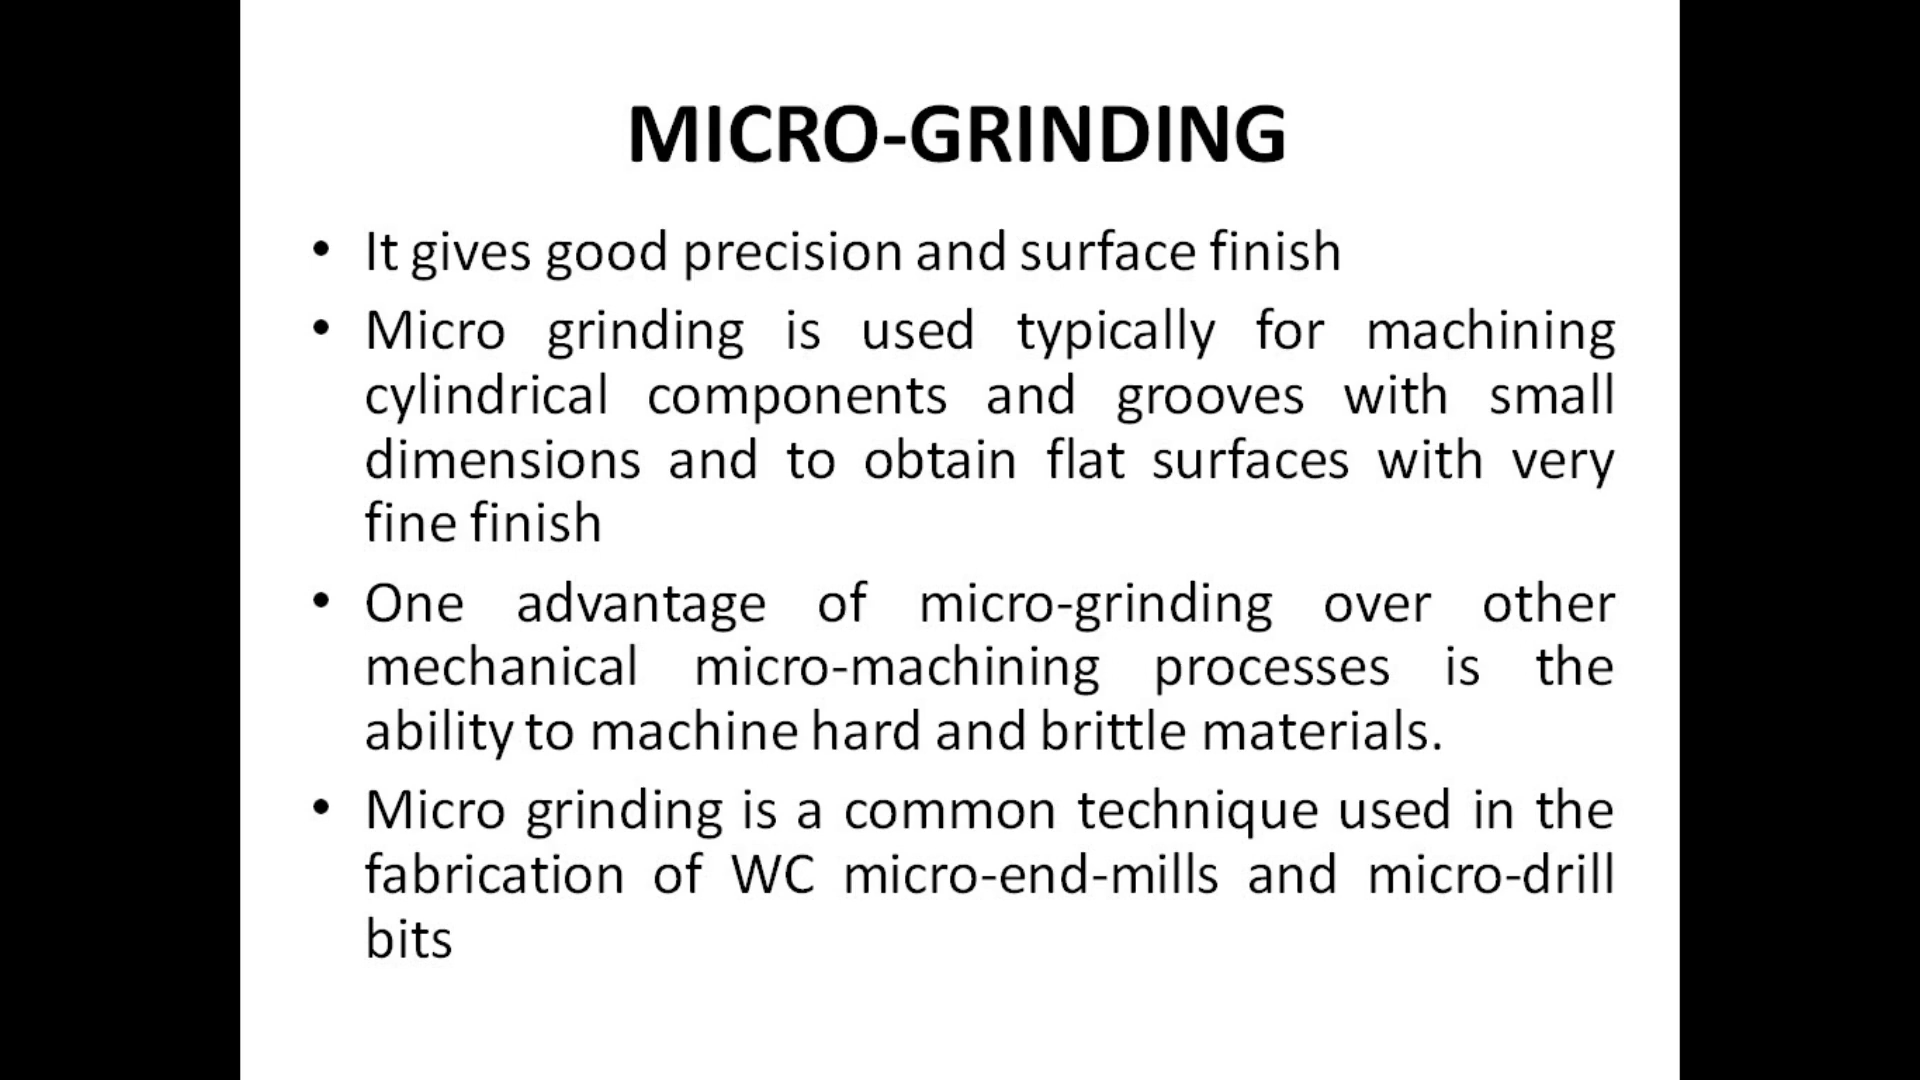 MICRO-GRINDING
• It gives good precision and surface finish
• Micro grinding is used typically for machining
cylindrical components and grooves with small
dimensions and to obtain flat surfaces with very
fine finish
• One advantage of micro-grinding over other
mechanical micro-machining processes is the
ability to machine hard and brittle materials.
• Micro grinding is a common technique used in the
fabrication of WC micro-end-mills and micro-drill
bits